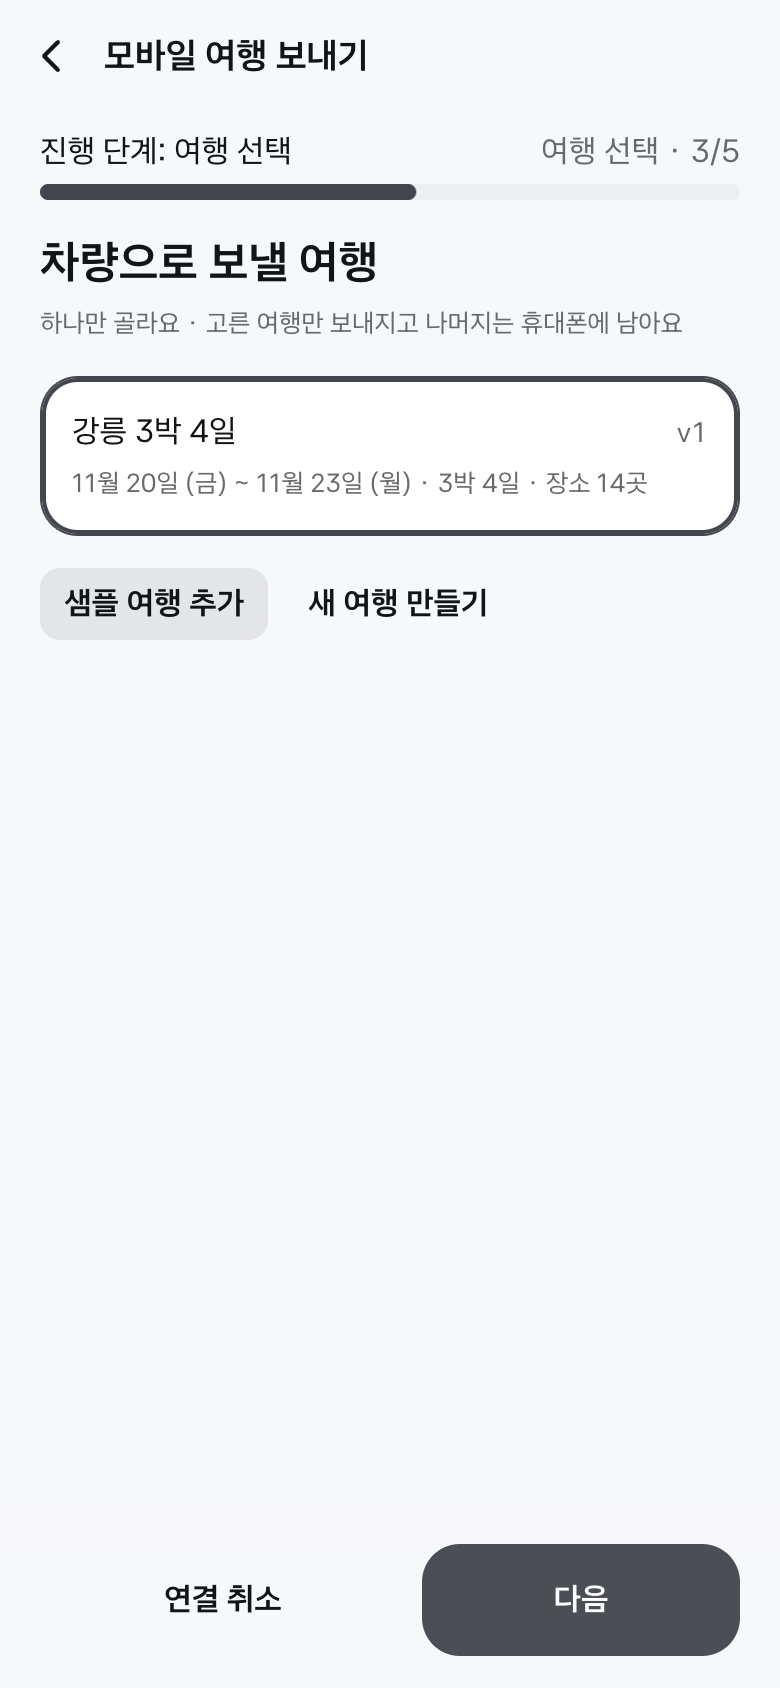 모바일 여행 보내기
진행 단계: 여행 선택
여행 선택 · 3/5
차량으로 보낼 여행
하나만 골라요 · 고른 여행만 보내지고 나머지는 휴대폰에 남아요
강릉 3박 4일
v1
11월 20일 (금) ~ 11월 23일 (월) · 3박 4일 · 장소 14곳
샘플 여행 추가
새 여행 만들기
연결 취소
다음